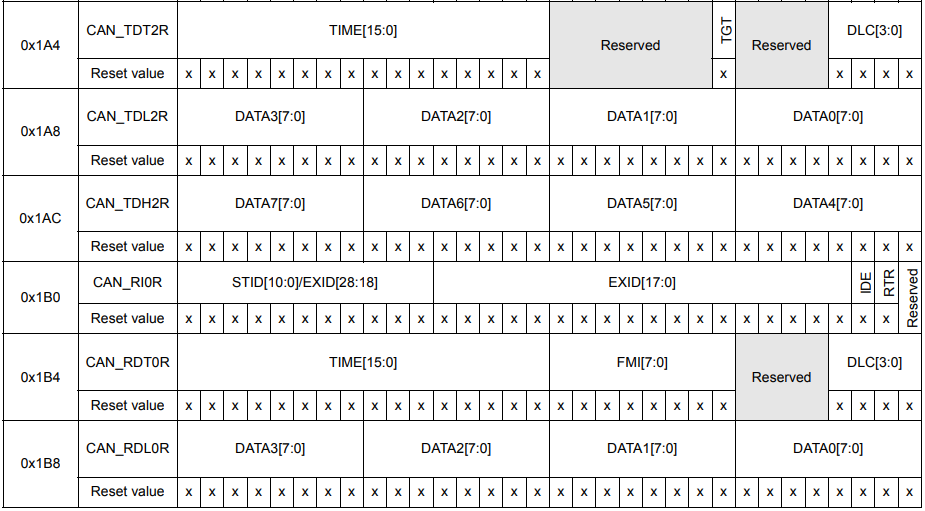 0x1A4 CAN_TDT2R TIME[15:0] Reserved TGT Reserved DLC[3:0]
Reset value x x x x x x x x x x x x x x x x x x x x x
0x1A8 CAN_TDL2R DATA3[7:0] DATA2[7:0] DATA1[7:0] DATA0[7:0]
Reset value x x x x x x x x x x x x x x x x x x x x x x x x x x x x x x x x
0x1AC CAN_TDH2R DATA7[7:0] DATA6[7:0] DATA5[7:0] DATA4[7:0]
Reset value x x x x x x x x x x x x x x x x x x x x x x x x x x x x x x x x
0x1B0 CAN_RI0R STID[10:0]/EXID[28:18] EXID[17:0] IDE RTR Reserved
Reset value x x x x x x x x x x x x x x x x x x x x x x x x x x x x x x x
0x1B4 CAN_RDT0R TIME[15:0] FMI[7:0] Reserved DLC[3:0]
Reset value x x x x x x x x x x x x x x x x x x x x x x x x x x x x
0x1B8 CAN_RDL0R DATA3[7:0] DATA2[7:0] DATA1[7:0] DATA0[7:0]
Reset value x x x x x x x x x x x x x x x x x x x x x x x x x x x x x x x x